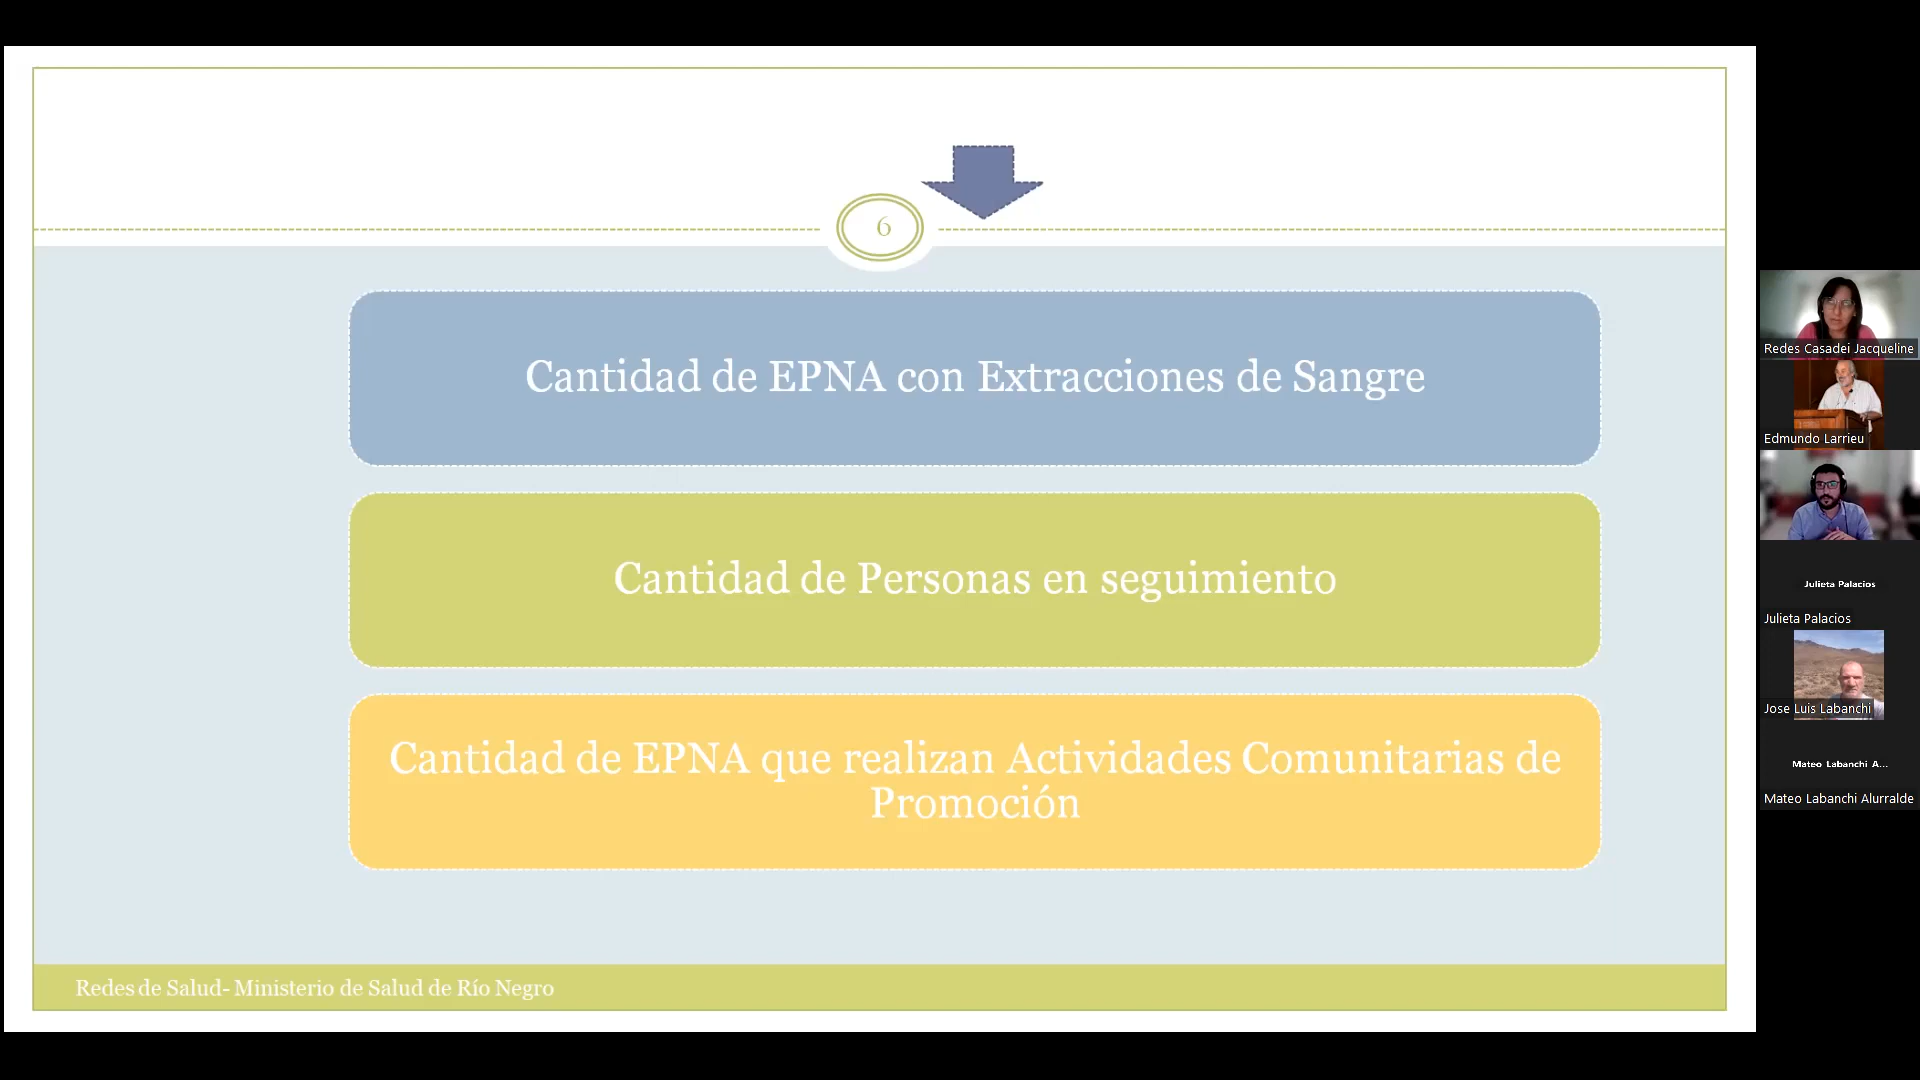 6
Cantidad de EPNA con Extracciones de Sangre
Cantidad de Personas en seguimiento
Cantidad de EPNA que realizan Actividades Comunitarias de
Promoción
Redes de Salud- Ministerio de Salud de Río Negro
Redes Casadei Jacqueline
Edmundo Larrieu
Julieta Palacios
Julieta Palacios
Jose Luis Labanchi
Mateo Labanchi A...
Mateo Labanchi Alurralde